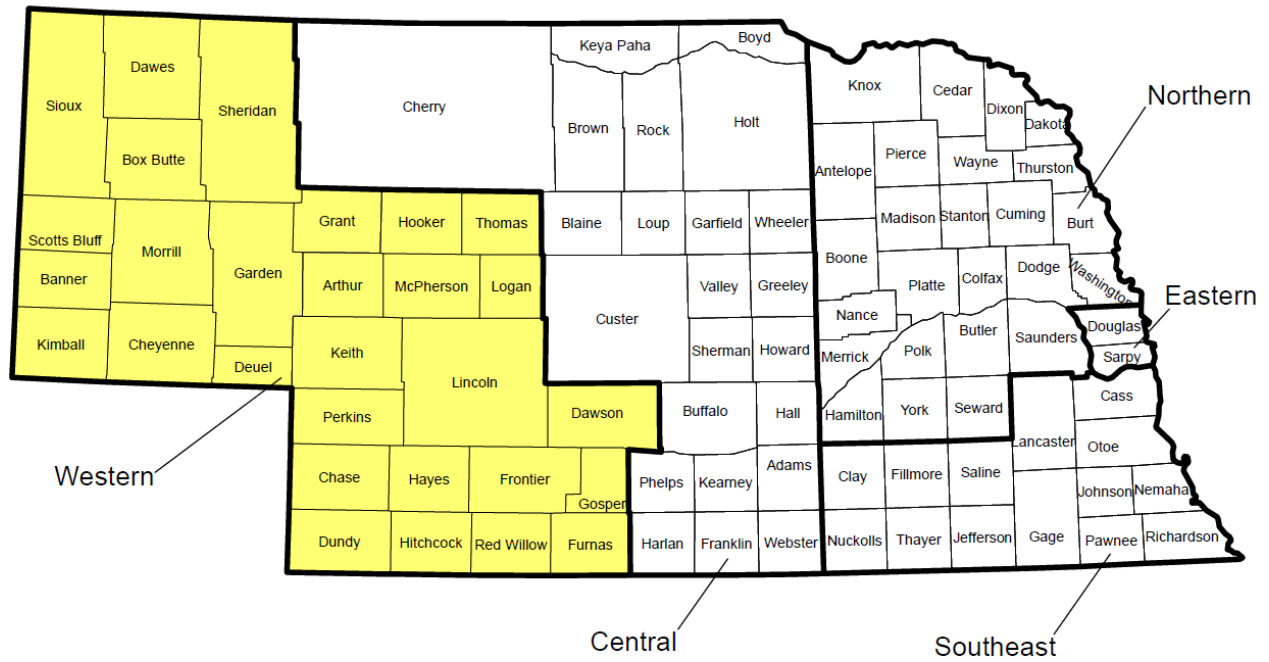 Keya Paha Boyd
Dawes
Sioux Sheridan Cherry Knox Cedar Northern
Dixon
Brown Rock Holt Dakota
Box Butte Pierce
Antelope Wayne Thurston
Grant Hooker Thomas Blaine Loup Garfield Wheeler Madison Stanton Cuming Burt
Scotts Bluff Morrill
Banner Garden Boone Dodge Washington
Arthur McPherson Logan Valley Greeley Platte Colfax
Eastern
Custer Nance
Kimball Cheyenne Keith Sherman Howard Merrick Polk Butler Saunders Douglas
Sarpy
Deuel Lincoln
Perkins Dawson Buffalo Hall Hamilton York Seward Cass
Lancaster Otoe
Western Chase Hayes Frontier Phelps Kearney Adams Clay Fillmore Saline
Gosper Johnson Nemaha
Dundy Hitchcock Red Willow Furnas Harlan Franklin Webster Nuckolls Thayer Jefferson Gage Pawnee Richardson
Central Southeast